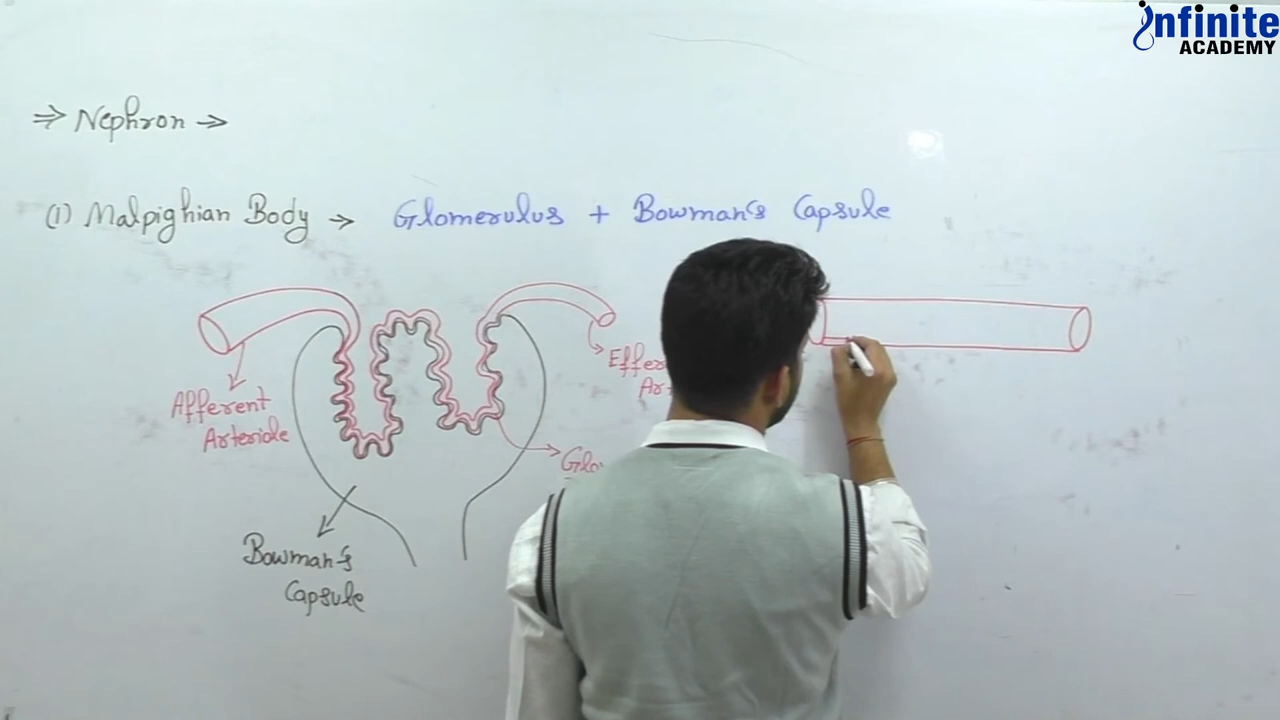 infinite
ACADEMY
⇒ Nephron →
(1) Malpighian Body → Glomerulus + Bowman's Capsule
Afferent
Arteriole
Bowman's
Capsule